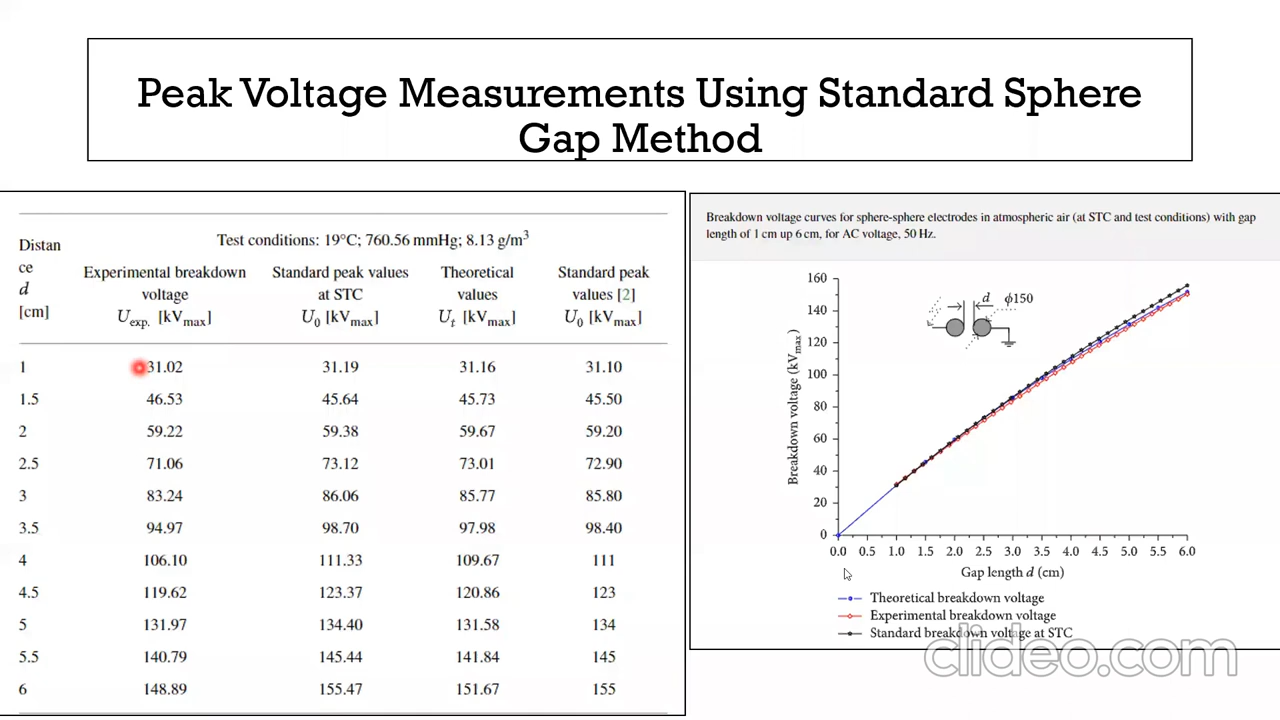 Peak Voltage Measurements Using Standard Sphere
Gap Method
Distan
ce
d
[cm]
Test conditions: 19°C; 760.56 mmHg; 8.13 g/m³
Experimental breakdown
voltage
U_exp. [kV_max]
Standard peak values
at STC
U_0 [kV_max]
Theoretical
values
U_t [kV_max]
Standard peak
values [2]
U_0 [kV_max]
1 31.02 31.19 31.16 31.10
1.5 46.53 45.64 45.73 45.50
2 59.22 59.38 59.67 59.20
2.5 71.06 73.12 73.01 72.90
3 83.24 86.06 85.77 85.80
3.5 94.97 98.70 97.98 98.40
4 106.10 111.33 109.67 111
4.5 119.62 123.37 120.86 123
5 131.97 134.40 131.58 134
5.5 140.79 145.44 141.84 145
6 148.89 155.47 151.67 155
Breakdown voltage curves for sphere-sphere electrodes in atmospheric air (at STC and test conditions) with gap
length of 1 cm up 6 cm, for AC voltage, 50 Hz.
Breakdown voltage (kV_max)
160
140
120
100
80
60
40
20
0
d ϕ150
0.0 0.5 1.0 1.5 2.0 2.5 3.0 3.5 4.0 4.5 5.0 5.5 6.0
Gap length d (cm)
Theoretical breakdown voltage
Experimental breakdown voltage
Standard breakdown voltage at STC
clideo.com